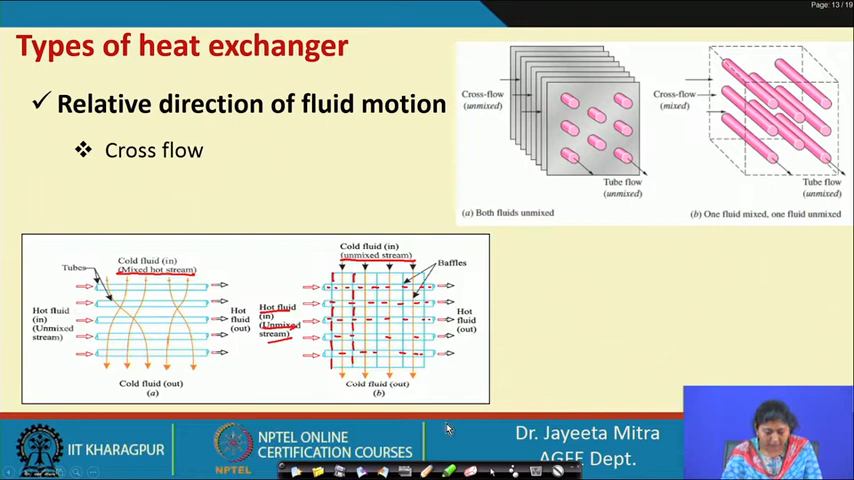 Page: 13 / 19
Types of heat exchanger
✓ Relative direction of fluid motion
❖ Cross flow
Cross-flow
(unmixed)
Tube flow
(unmixed)
(a) Both fluids unmixed
Cross-flow
(mixed)
Tube flow
(unmixed)
(b) One fluid mixed, one fluid unmixed
Tubes
Cold fluid (in)
(Mixed hot stream)
Hot fluid
(in)
(Unmixed
stream)
Hot
fluid
(out)
Cold fluid (out)
(a)
Cold fluid (in)
(unmixed stream)
Baffles
Hot fluid
(in)
(Unmixed
stream)
Hot
fluid
(out)
Cold fluid (out)
(b)
IIT KHARAGPUR
NPTEL
NPTEL ONLINE
CERTIFICATION COURSES
Dr. Jayeeta Mitra
AGFE Dept.